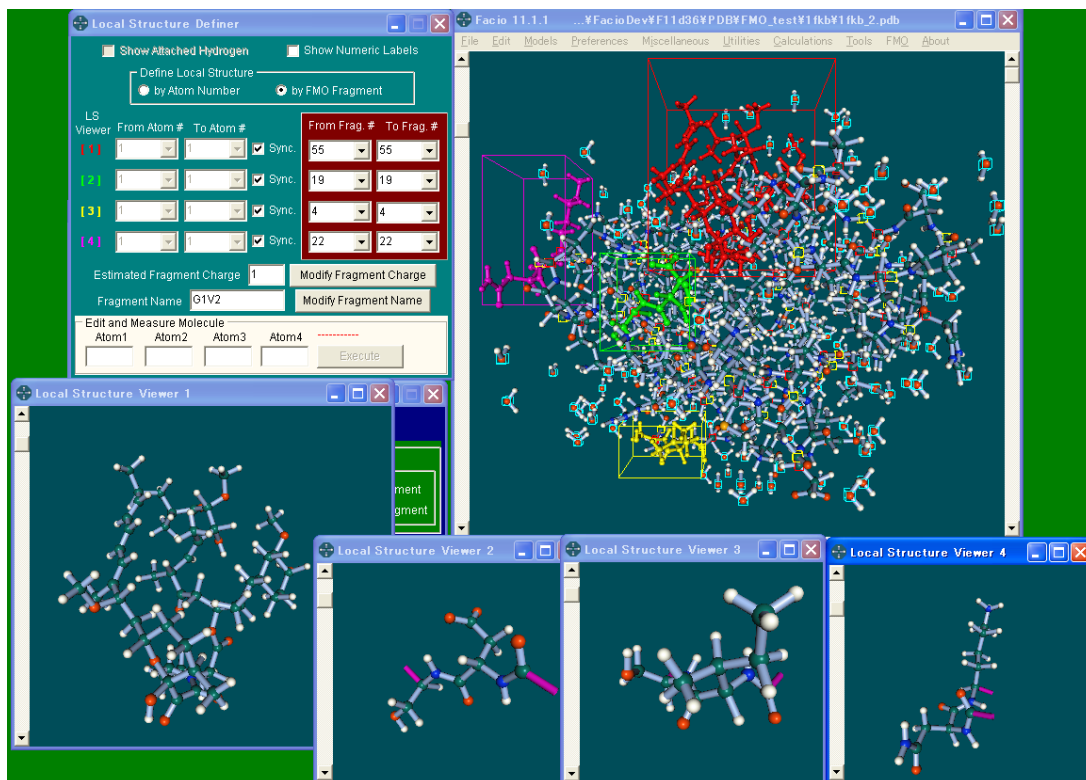 Local Structure Definer
Show Attached Hydrogen
Show Numeric Labels
Define Local Structure
by Atom Number
by FMO Fragment
LS
Viewer
From Atom #
To Atom #
From Frag. #
To Frag. #
[1]
1
1
Sync.
55
55
[2]
1
1
Sync.
19
19
[3]
1
1
Sync.
4
4
[4]
1
1
Sync.
22
22
Estimated Fragment Charge
1
Modify Fragment Charge
Fragment Name
G1V2
Modify Fragment Name
Edit and Measure Molecule
Atom1
Atom2
Atom3
Atom4
-----------
Execute
Facio 11.1.1 ...¥FacioDev¥F11d36¥PDB¥FMO_test¥1fkb¥1fkb_2.pdb
File Edit Models Preferences Miscellaneous Utilities Calculations Tools FMO About
Local Structure Viewer 1
ment
gment
Local Structure Viewer 2
Local Structure Viewer 3
Local Structure Viewer 4